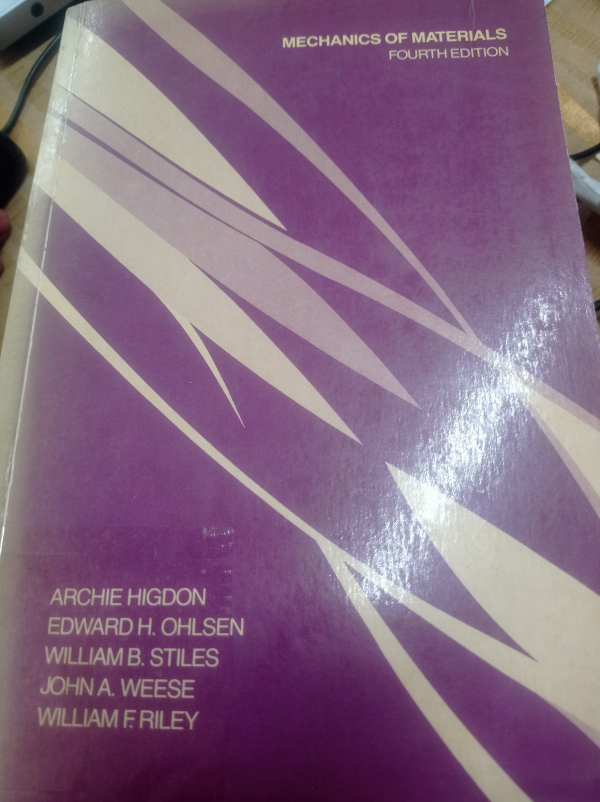 MECHANICS OF MATERIALS
FOURTH EDITION
ARCHIE HIGDON
EDWARD H. OHLSEN
WILLIAM B. STILES
JOHN A. WEESE
WILLIAM F. RILEY